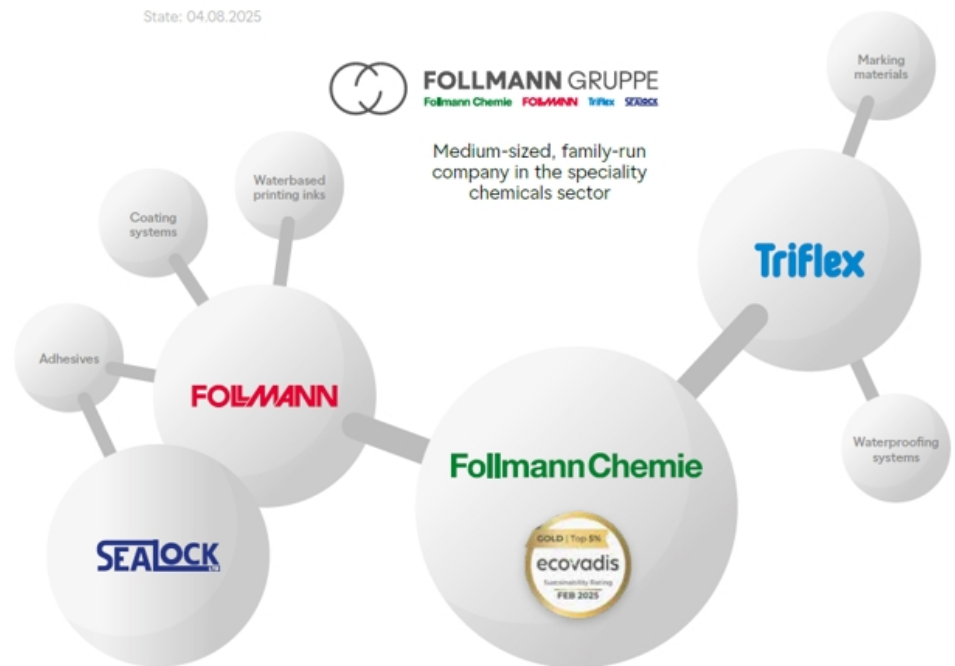 State: 04.08.2025
FOLLMANN GRUPPE
Follmann Chemie FOLLMANN Triflex SEALOCK
Medium-sized, family-run
company in the speciality
chemicals sector
Marking
materials
Waterbased
printing inks
Coating
systems
Triflex
Adhesives
FOLLMANN
Waterproofing
systems
Follmann Chemie
SEALOCK
GOLD | Top 5%
ecovadis
Sustainability Rating
FEB 2025